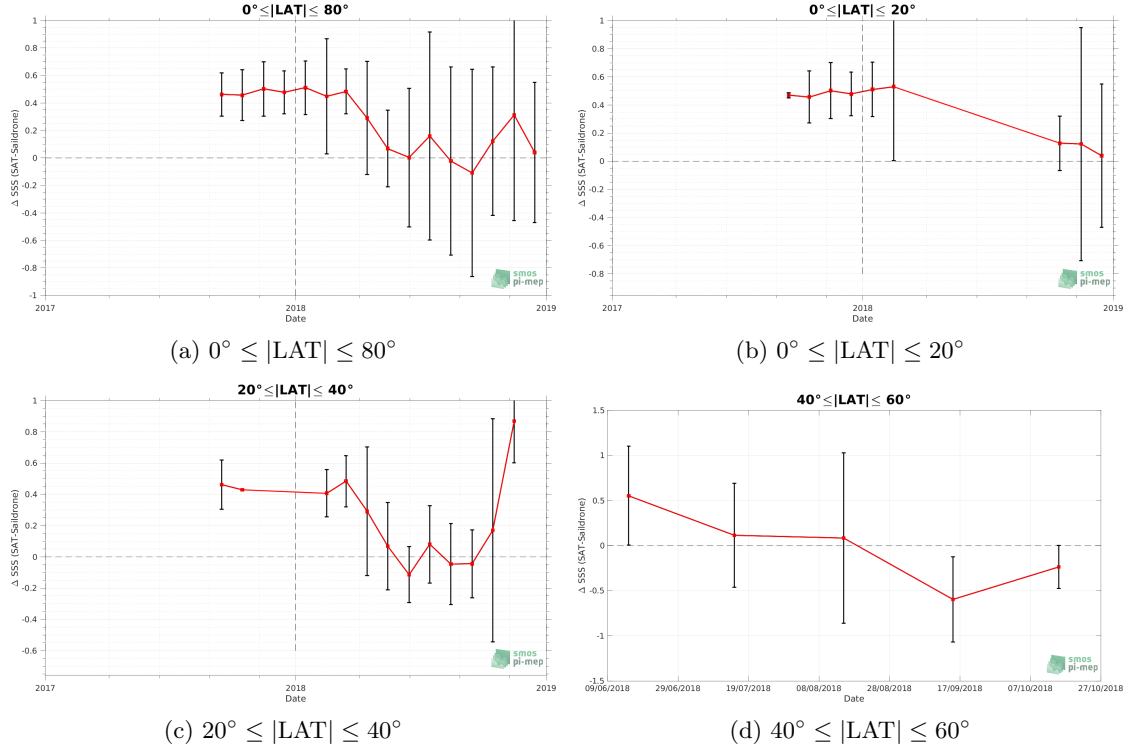 0°≤|LAT|≤ 80°
1
0.8
0.6
0.4
0.2
0
-0.2
-0.4
-0.6
-0.8
-1
Δ SSS (SAT-Saildrone)
2017
2018
2019
Date
smos
pi-mep
(a) 0° ≤ |LAT| ≤ 80°
0°≤|LAT|≤ 20°
1
0.8
0.6
0.4
0.2
0
-0.2
-0.4
-0.6
-0.8
Δ SSS (SAT-Saildrone)
2017
2018
2019
Date
smos
pi-mep
(b) 0° ≤ |LAT| ≤ 20°
20°≤|LAT|≤ 40°
1
0.8
0.6
0.4
0.2
0
-0.2
-0.4
-0.6
Δ SSS (SAT-Saildrone)
2017
2018
2019
Date
smos
pi-mep
(c) 20° ≤ |LAT| ≤ 40°
40°≤|LAT|≤ 60°
1.5
1
0.5
0
-0.5
-1
-1.5
Δ SSS (SAT-Saildrone)
09/06/2018
29/06/2018
19/07/2018
08/08/2018
28/08/2018
17/09/2018
07/10/2018
27/10/2018
Date
smos
pi-mep
(d) 40° ≤ |LAT| ≤ 60°